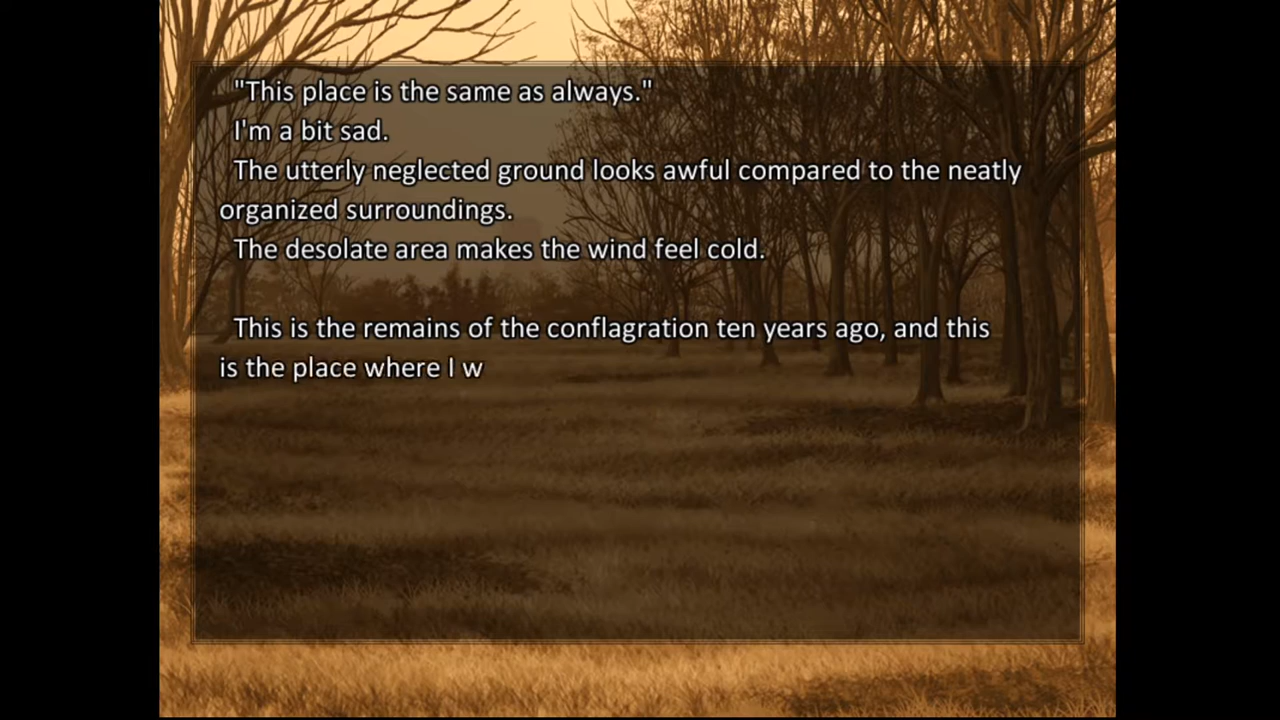 "This place is the same as always."
I'm a bit sad.
The utterly neglected ground looks awful compared to the neatly
organized surroundings.
The desolate area makes the wind feel cold.
This is the remains of the conflagration ten years ago, and this
is the place where I w